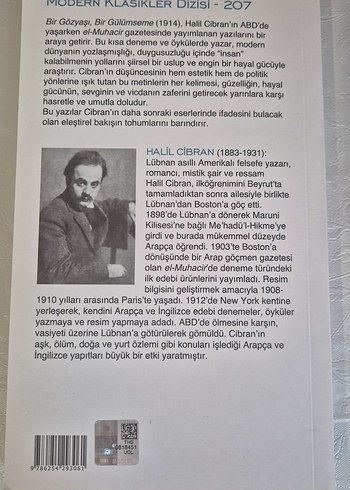 MODERN KLASİKLER DİZİSİ - 207
Bir Gözyaşı, Bir Gülümseme (1914), Halil Cibran'ın ABD'de
yaşarken el-Muhacir gazetesinde yayımlanan yazılarını bir
araya getirir. Bu kısa deneme ve öykülerde yazar, modern
dünyanın yozlaşmışlığı, duygusuzluğu içinde "insan"
kalabilmenin yollarını şiirsel bir uslup ve engin bir hayal gücüyle
araştırır. Cibran'ın düşüncesinin hem estetik hem de politik
yönlerine ışık tutan bu metinlerin her kelimesi, güzelliğin, hayal
gücünün, sevginin ve vicdanın zaferini getirecek yarınlara karşı
hasretle ve umutla doludur.
Bu yazılar Cibran'ın daha sonraki eserlerinde ifadesini bulacak
olan eleştirel bakışın tohumlarını barındırır.
HALİL CİBRAN (1883-1931):
Lübnan asıllı Amerikalı felsefe yazarı,
romancı, mistik şair ve ressam
Halil Cibran, ilköğrenimini Beyrut'ta
tamamladıktan sonra ailesiyle birlikte
Lübnan'dan Boston'a göç etti.
1898'de Lübnan'a dönerek Maruni
Kilisesi'ne bağlı Me'hadü'l-Hikme'ye
girdi ve burada mükemmel düzeyde
Arapça öğrendi. 1903'te Boston'a
dönüşünde bir Arap göçmen gazetesi
olan el-Muhacir'de deneme türündeki
ilk edebi ürünlerini yayımladı. Resim
bilgisini geliştirmek amacıyla 1908-
1910 yılları arasında Paris'te yaşadı. 1912'de New York kentine
yerleşerek, kendini Arapça ve İngilizce edebi denemeler, öyküler
yazmaya ve resim yapmaya adadı. ABD'de ölmesine karşın,
vasiyeti üzerine Lübnan'a götürülerek gömüldü. Cibran'ın
aşk, ölüm, doğa ve yurt özlemi gibi konuları işlediği Arapça ve
İngilizce yapıtları büyük bir etki yaratmıştır.
9 786254 293061